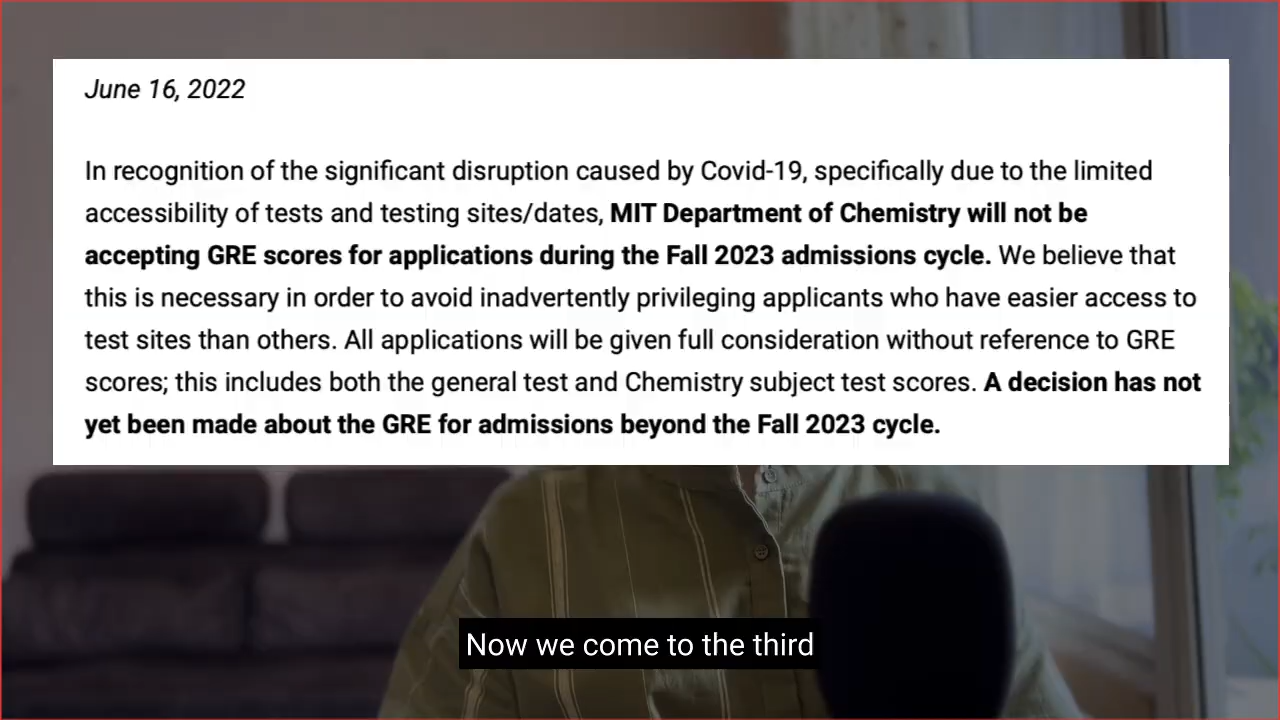 June 16, 2022
In recognition of the significant disruption caused by Covid-19, specifically due to the limited
accessibility of tests and testing sites/dates, MIT Department of Chemistry will not be
accepting GRE scores for applications during the Fall 2023 admissions cycle. We believe that
this is necessary in order to avoid inadvertently privileging applicants who have easier access to
test sites than others. All applications will be given full consideration without reference to GRE
scores; this includes both the general test and Chemistry subject test scores. A decision has not
yet been made about the GRE for admissions beyond the Fall 2023 cycle.
Now we come to the third